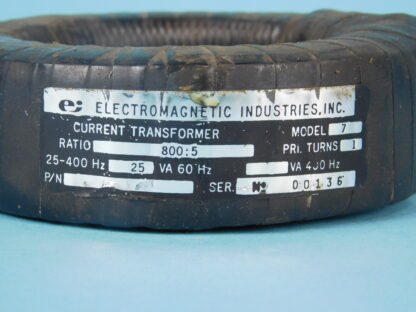 ei ELECTROMAGNETIC INDUSTRIES, INC.
CURRENT TRANSFORMER MODEL 7
RATIO 800:5 PRI. TURNS 1
25-400 Hz 25 VA 60 Hz VA 400 Hz
P/N SER. No 00136